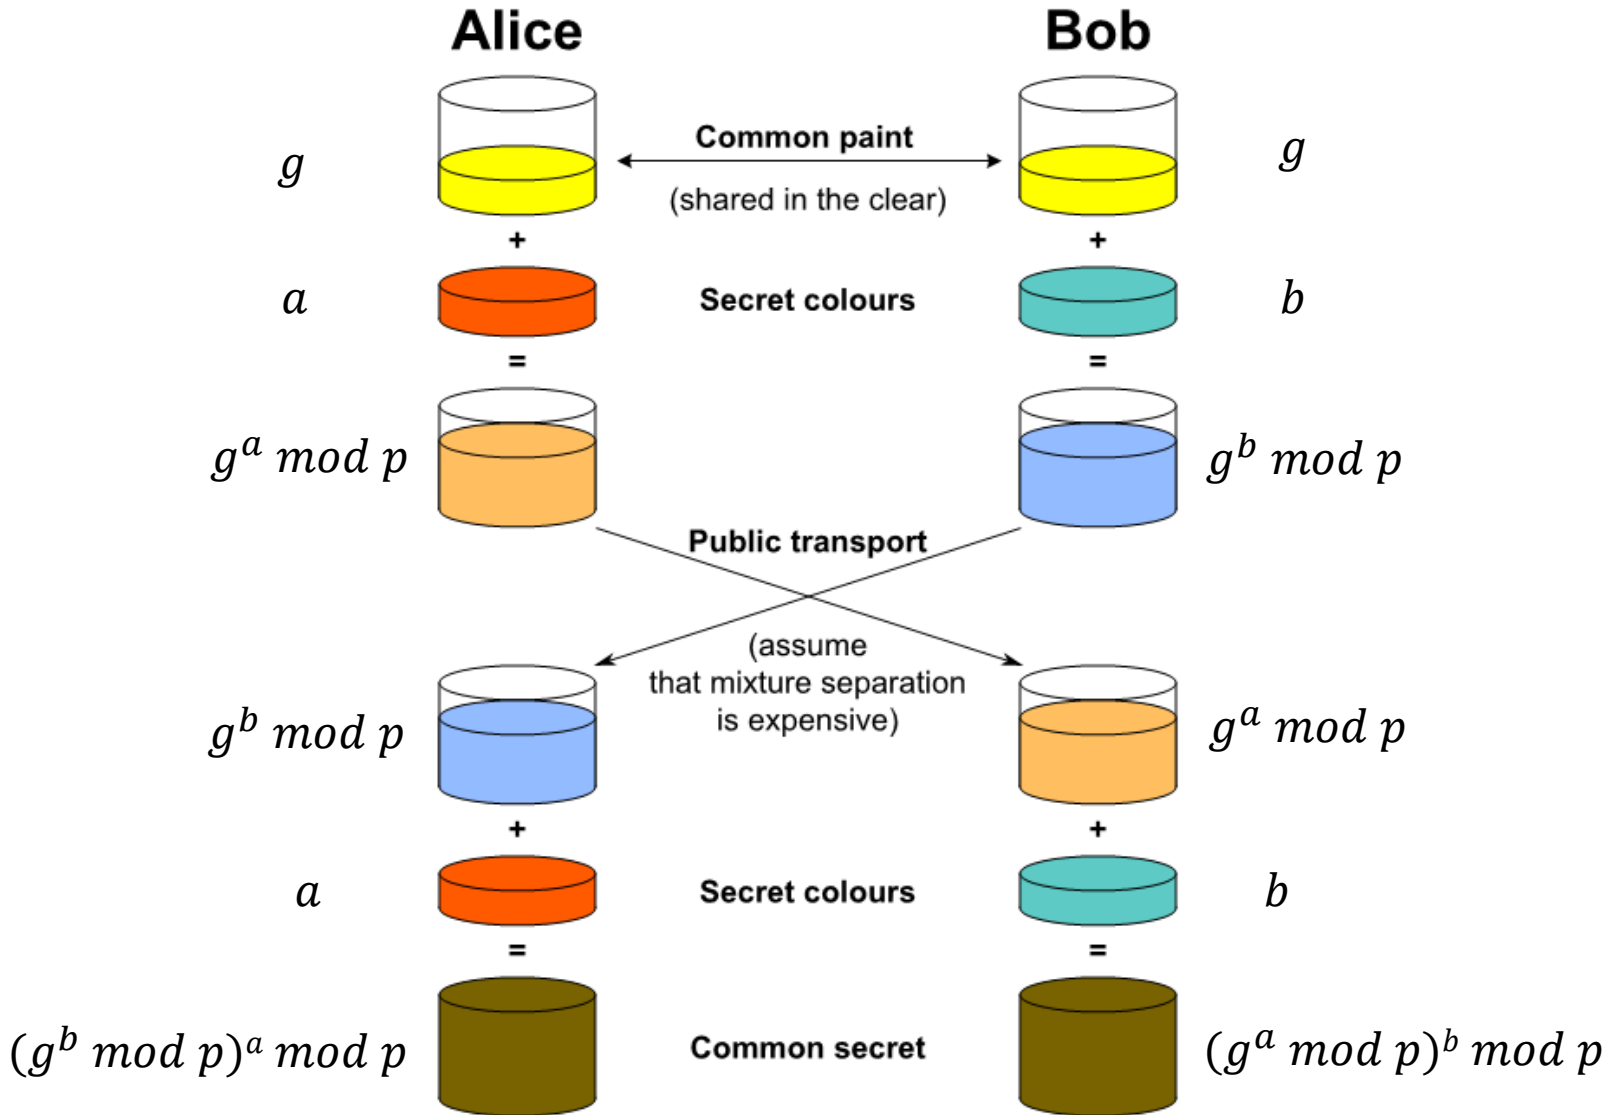 Alice Bob
g Common paint g
(shared in the clear)
+ +
a Secret colours b
= =
g^a mod p g^b mod p
Public transport
(assume
that mixture separation
is expensive)
g^b mod p g^a mod p
+ +
a Secret colours b
= =
(g^b mod p)^a mod p Common secret (g^a mod p)^b mod p